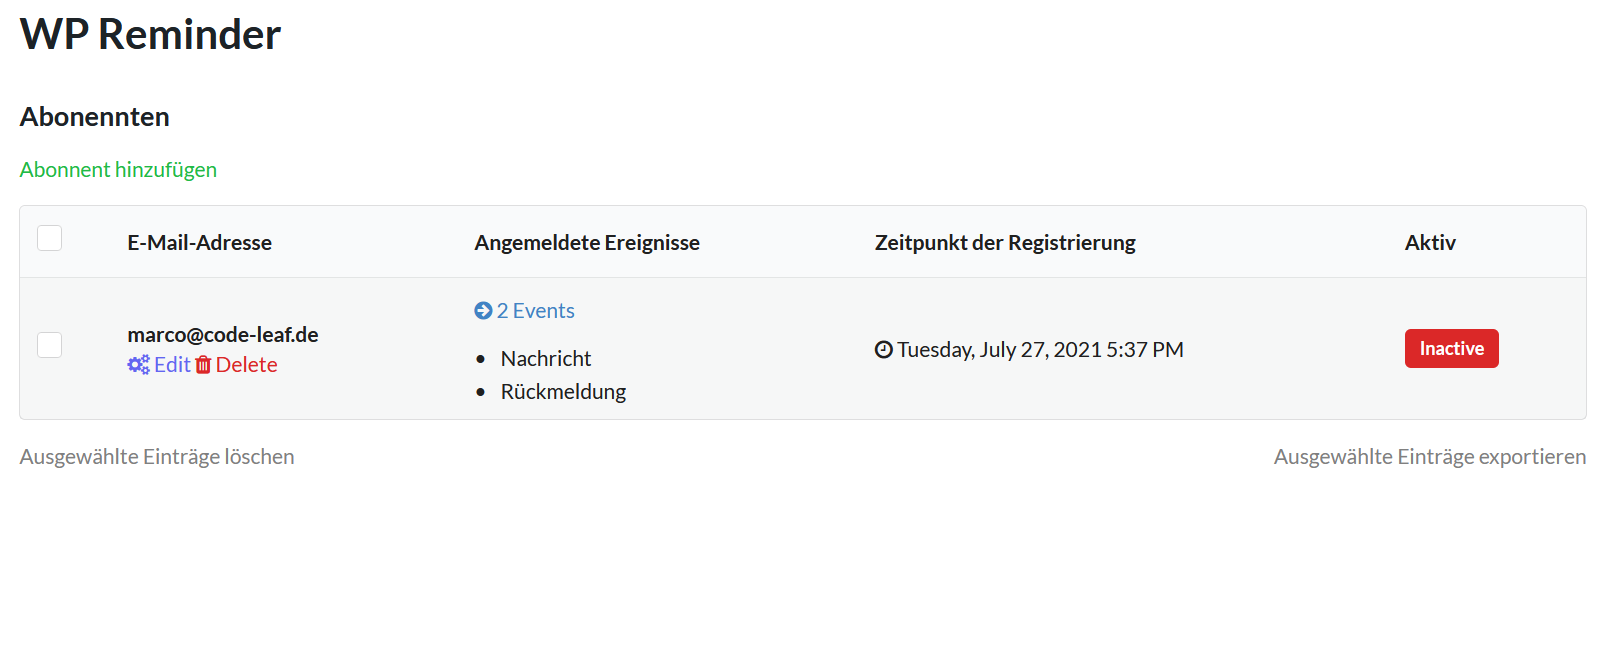 WP Reminder
Abonennten
Abonnent hinzufügen
E-Mail-Adresse Angemeldete Ereignisse Zeitpunkt der Registrierung Aktiv
marco@code-leaf.de
Edit Delete
2 Events
Nachricht
Rückmeldung
Tuesday, July 27, 2021 5:37 PM
Inactive
Ausgewählte Einträge löschen
Ausgewählte Einträge exportieren